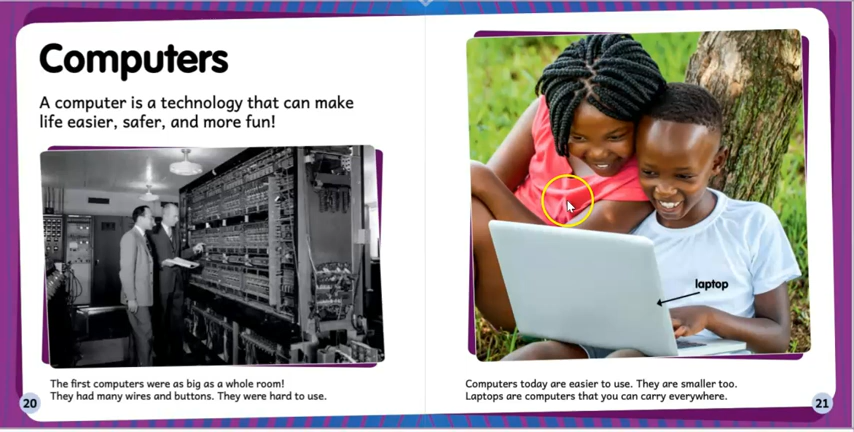 Computers
A computer is a technology that can make
life easier, safer, and more fun!
The first computers were as big as a whole room!
They had many wires and buttons. They were hard to use.
20
laptop
Computers today are easier to use. They are smaller too.
Laptops are computers that you can carry everywhere.
21